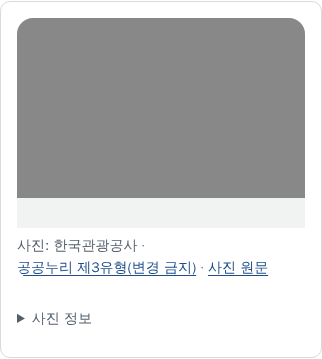 사진: 한국관광공사 ·
공공누리 제3유형(변경 금지) · 사진 원문
▶ 사진 정보